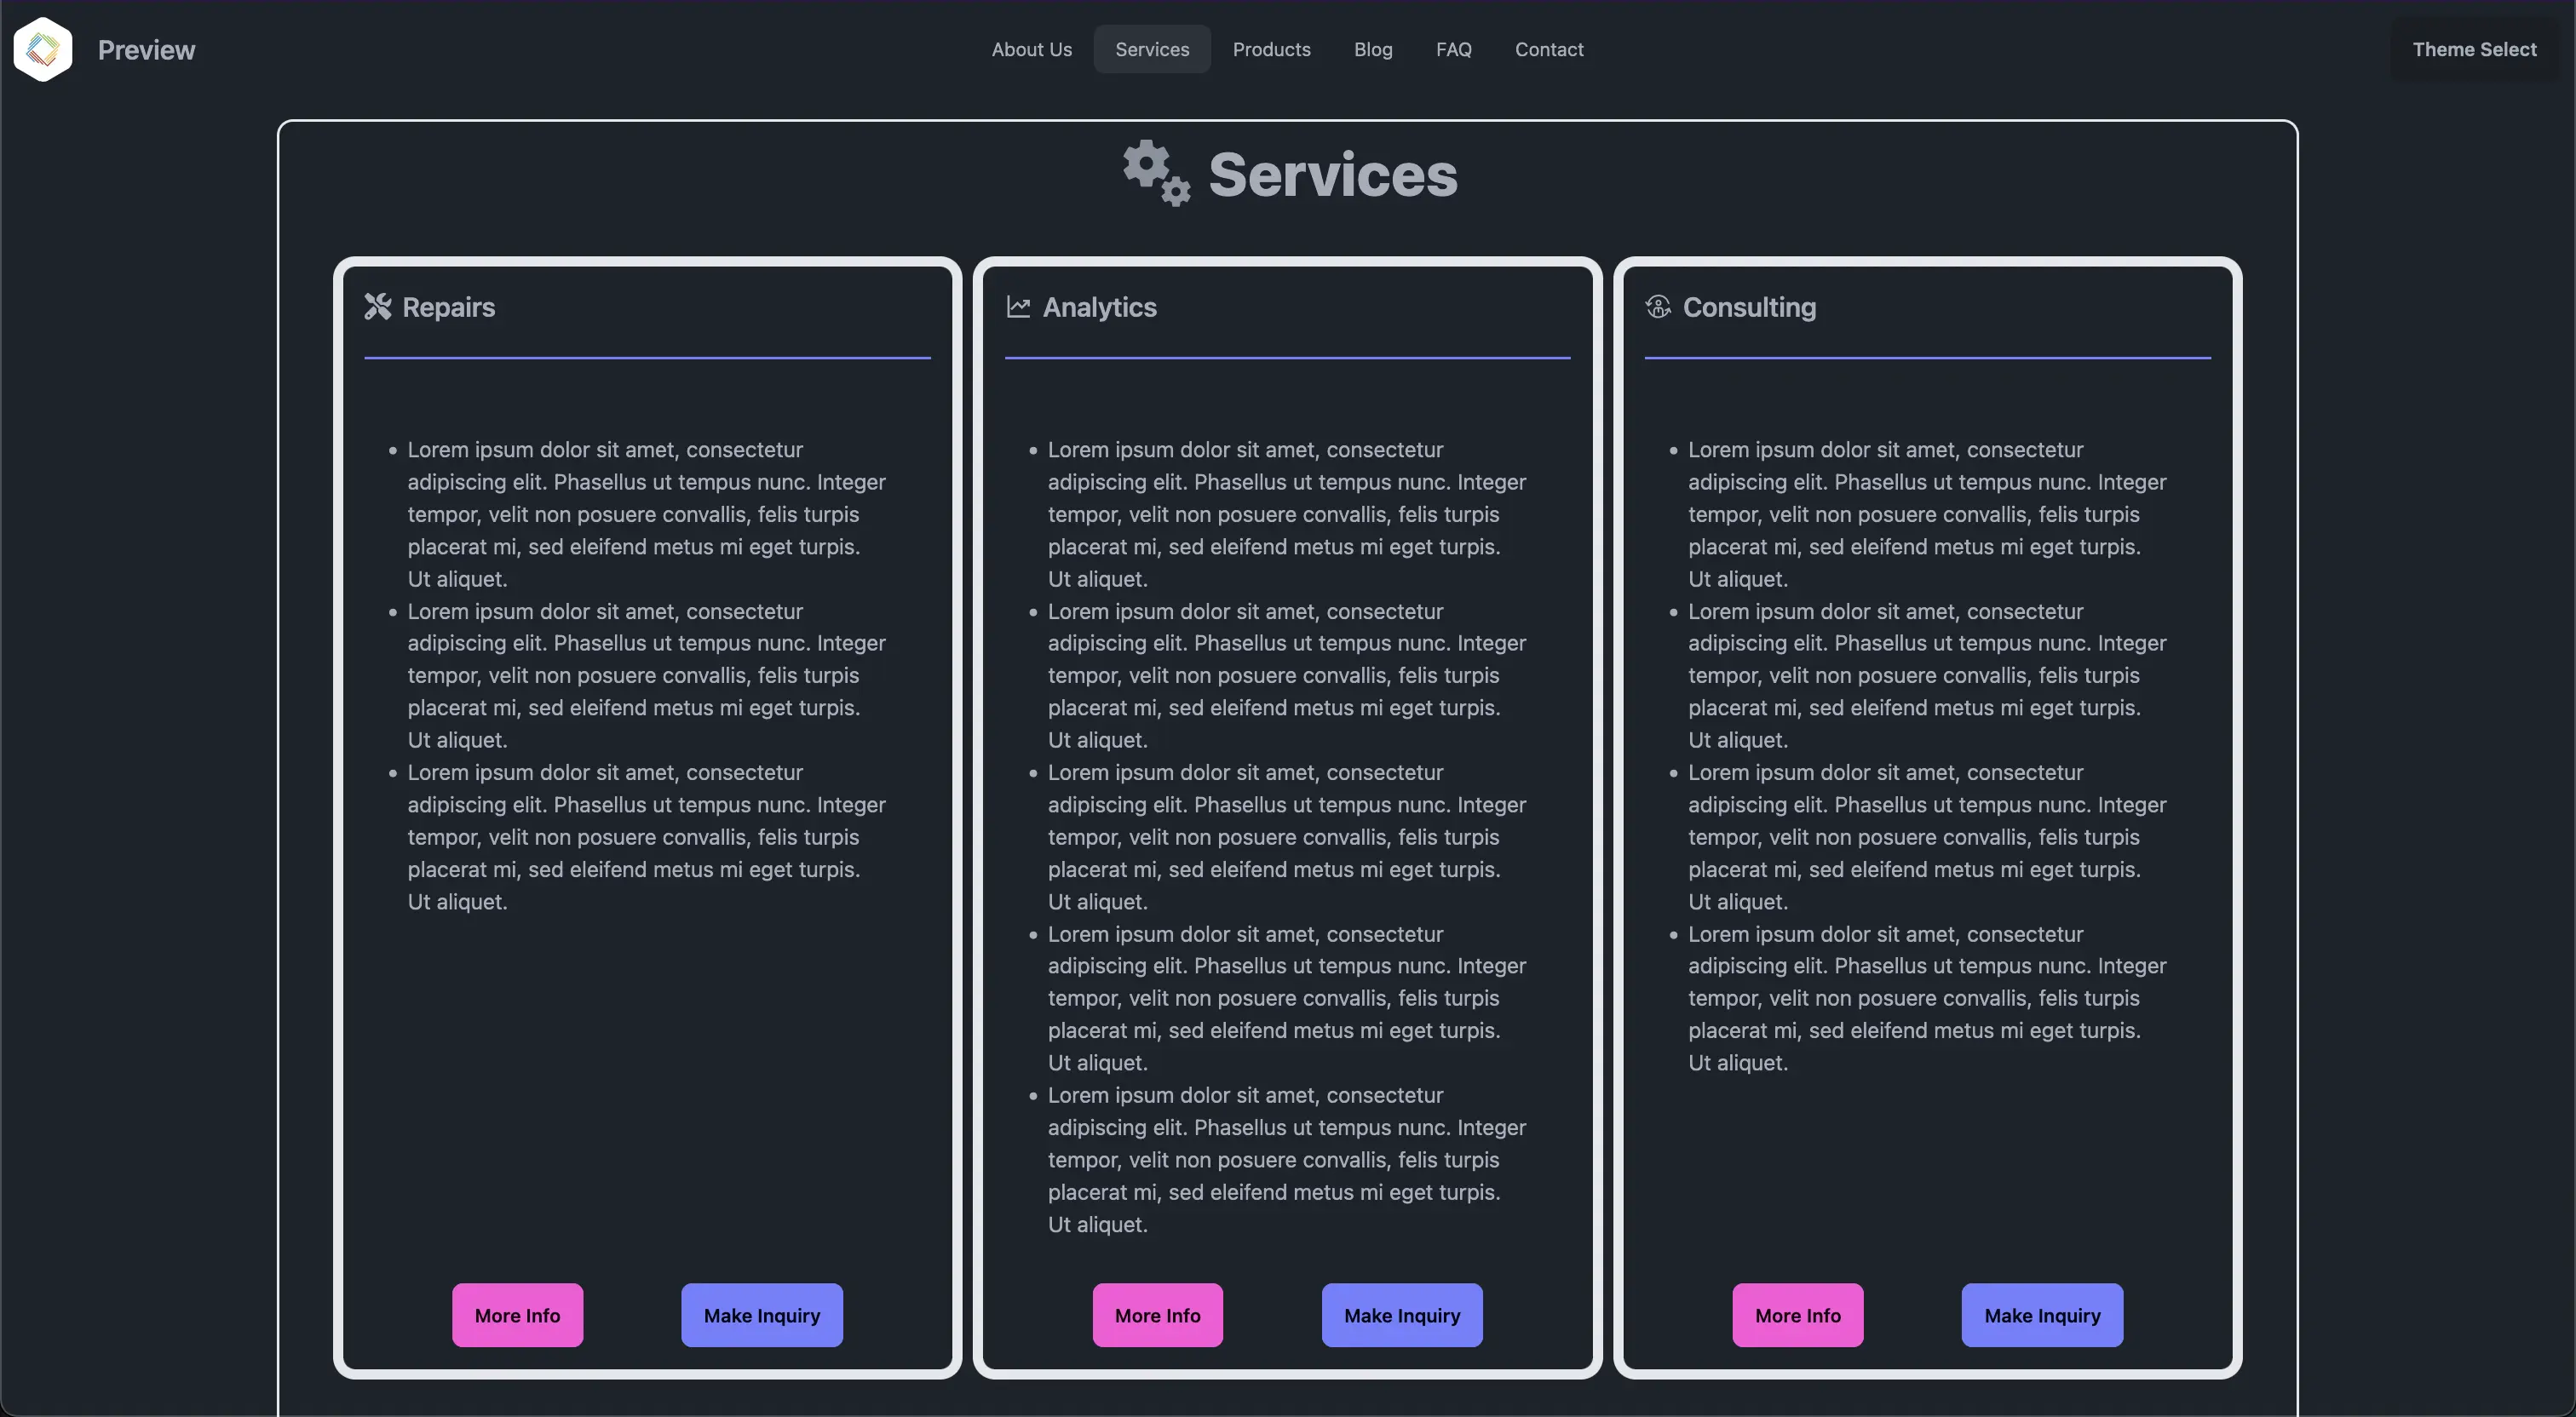 Preview
About Us
Services
Products
Blog
FAQ
Contact
Theme Select
Services
Repairs
Lorem ipsum dolor sit amet, consectetur
adipiscing elit. Phasellus ut tempus nunc. Integer
tempor, velit non posuere convallis, felis turpis
placerat mi, sed eleifend metus mi eget turpis.
Ut aliquet.
Lorem ipsum dolor sit amet, consectetur
adipiscing elit. Phasellus ut tempus nunc. Integer
tempor, velit non posuere convallis, felis turpis
placerat mi, sed eleifend metus mi eget turpis.
Ut aliquet.
Lorem ipsum dolor sit amet, consectetur
adipiscing elit. Phasellus ut tempus nunc. Integer
tempor, velit non posuere convallis, felis turpis
placerat mi, sed eleifend metus mi eget turpis.
Ut aliquet.
More Info
Make Inquiry
Analytics
Lorem ipsum dolor sit amet, consectetur
adipiscing elit. Phasellus ut tempus nunc. Integer
tempor, velit non posuere convallis, felis turpis
placerat mi, sed eleifend metus mi eget turpis.
Ut aliquet.
Lorem ipsum dolor sit amet, consectetur
adipiscing elit. Phasellus ut tempus nunc. Integer
tempor, velit non posuere convallis, felis turpis
placerat mi, sed eleifend metus mi eget turpis.
Ut aliquet.
Lorem ipsum dolor sit amet, consectetur
adipiscing elit. Phasellus ut tempus nunc. Integer
tempor, velit non posuere convallis, felis turpis
placerat mi, sed eleifend metus mi eget turpis.
Ut aliquet.
Lorem ipsum dolor sit amet, consectetur
adipiscing elit. Phasellus ut tempus nunc. Integer
tempor, velit non posuere convallis, felis turpis
placerat mi, sed eleifend metus mi eget turpis.
Ut aliquet.
Lorem ipsum dolor sit amet, consectetur
adipiscing elit. Phasellus ut tempus nunc. Integer
tempor, velit non posuere convallis, felis turpis
placerat mi, sed eleifend metus mi eget turpis.
Ut aliquet.
More Info
Make Inquiry
Consulting
Lorem ipsum dolor sit amet, consectetur
adipiscing elit. Phasellus ut tempus nunc. Integer
tempor, velit non posuere convallis, felis turpis
placerat mi, sed eleifend metus mi eget turpis.
Ut aliquet.
Lorem ipsum dolor sit amet, consectetur
adipiscing elit. Phasellus ut tempus nunc. Integer
tempor, velit non posuere convallis, felis turpis
placerat mi, sed eleifend metus mi eget turpis.
Ut aliquet.
Lorem ipsum dolor sit amet, consectetur
adipiscing elit. Phasellus ut tempus nunc. Integer
tempor, velit non posuere convallis, felis turpis
placerat mi, sed eleifend metus mi eget turpis.
Ut aliquet.
Lorem ipsum dolor sit amet, consectetur
adipiscing elit. Phasellus ut tempus nunc. Integer
tempor, velit non posuere convallis, felis turpis
placerat mi, sed eleifend metus mi eget turpis.
Ut aliquet.
More Info
Make Inquiry